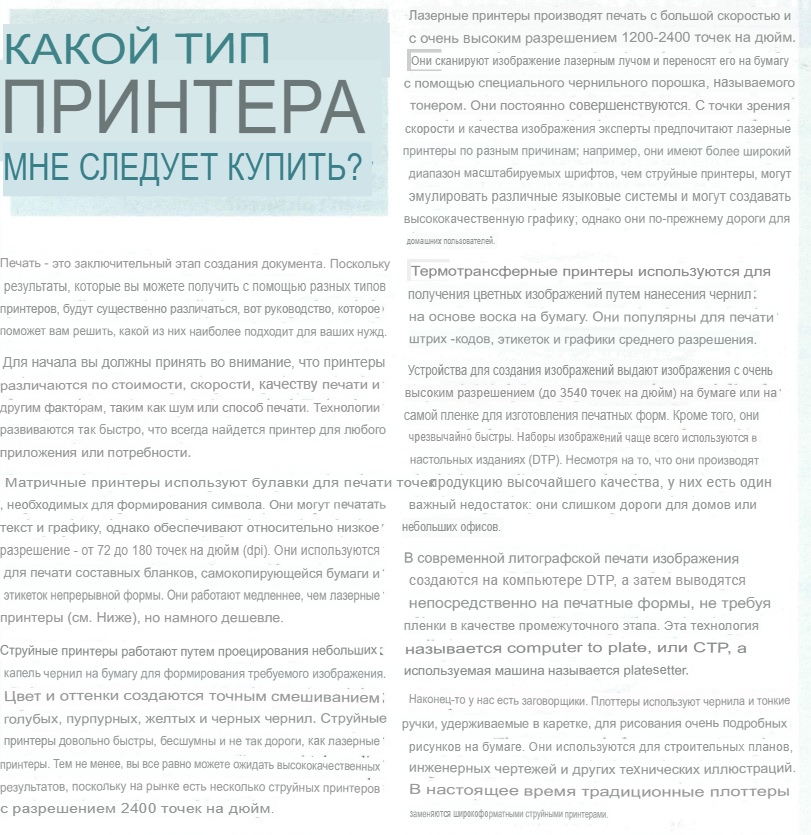 КАКОЙ ТИП
ПРИНТЕРА
МНЕ СЛЕДУЕТ КУПИТЬ?
Печать - это заключительный этап создания документа. Поскольку
результаты, которые вы можете получить с помощью разных типов
принтеров, будут существенно различаться, вот руководство, которое
поможет вам решить, какой из них наиболее подходит для ваших нужд.
Для начала вы должны принять во внимание, что принтеры
различаются по стоимости, скорости, качеству печати и
другим факторам, таким как шум или способ печати. Технологии
развиваются так быстро, что всегда найдется принтер для любого
приложения или потребности.
Матричные принтеры используют булавки для печати точек
, необходимых для формирования символа. Они могут печатать
текст и графику, однако обеспечивают относительно низкое
разрешение - от 72 до 180 точек на дюйм (dpi). Они используются
для печати составных бланков, самокопирующейся бумаги и
этикеток непрерывной формы. Они работают медленнее, чем лазерные
принтеры (см. Ниже), но намного дешевле.
Струйные принтеры работают путем проецирования небольших
капель чернил на бумагу для формирования требуемого изображения.
Цвет и оттенки создаются точным смешиванием
голубых, пурпурных, желтых и черных чернил. Струйные
принтеры довольно быстры, бесшумны и не так дороги, как лазерные
принтеры. Тем не менее, вы все равно можете ожидать высококачественных
результатов, поскольку на рынке есть несколько струйных принтеров
с разрешением 2400 точек на дюйм.
Лазерные принтеры производят печать с большой скоростью и
с очень высоким разрешением 1200-2400 точек на дюйм.
Они сканируют изображение лазерным лучом и переносят его на бумагу
с помощью специального чернильного порошка, называемого
тонером. Они постоянно совершенствуются. С точки зрения
скорости и качества изображения эксперты предпочитают лазерные
принтеры по разным причинам; например, они имеют более широкий
диапазон масштабируемых шрифтов, чем струйные принтеры, могут
эмулировать различные языковые системы и могут создавать
высококачественную графику; однако они по-прежнему дороги для
домашних пользователей.
Термотрансферные принтеры используются для
получения цветных изображений путем нанесения чернил
на основе воска на бумагу. Они популярны для печати
штрих -кодов, этикеток и графики среднего разрешения.
Устройства для создания изображений выдают изображения с очень
высоким разрешением (до 3540 точек на дюйм) на бумаге или на
самой пленке для изготовления печатных форм. Кроме того, они
чрезвычайно быстры. Наборы изображений чаще всего используются в
настольных изданиях (DTP). Несмотря на то, что они производят
продукцию высочайшего качества, у них есть один
важный недостаток: они слишком дороги для домов или
небольших офисов.
В современной литографской печати изображения
создаются на компьютере DTP, а затем выводятся
непосредственно на печатные формы, не требуя
пленки в качестве промежуточного этапа. Эта технология
называется computer to plate, или CTP, а
используемая машина называется platesetter.
Наконец-то у нас есть заговорщики. Плоттеры используют чернила и тонкие
ручки, удерживаемые в каретке, для рисования очень подробных
рисунков на бумаге. Они используются для строительных планов,
инженерных чертежей и других технических иллюстраций.
В настоящее время традиционные плоттеры
заменяются широкоформатными струйными принтерами.